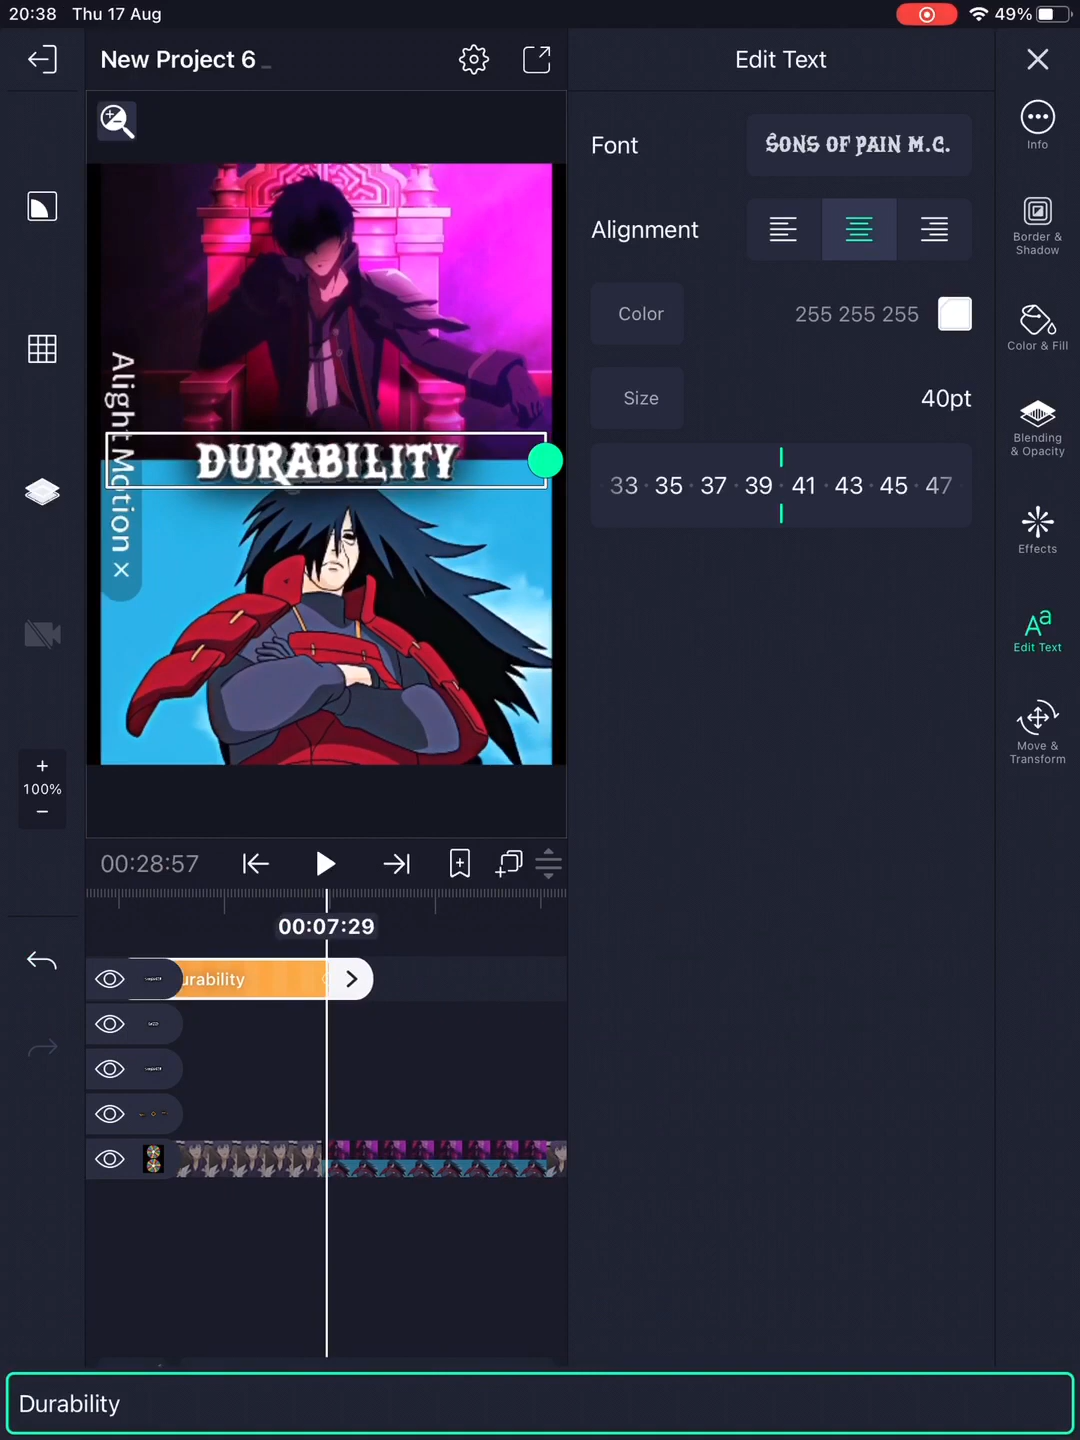 20:38 Thu 17 Aug
49%
New Project 6
Edit Text
Info
Font
SONS OF PAIN M.C.
Border & Shadow
Alignment
Color
255 255 255
Color & Fill
Size
40pt
Blending & Opacity
33 · 35 · 37 · 39 · 41 · 43 · 45 · 47
Effects
Edit Text
Move & Transform
Alight Motion ×
DURABILITY
+
100%
−
00:28:57
00:07:29
urability
Durability